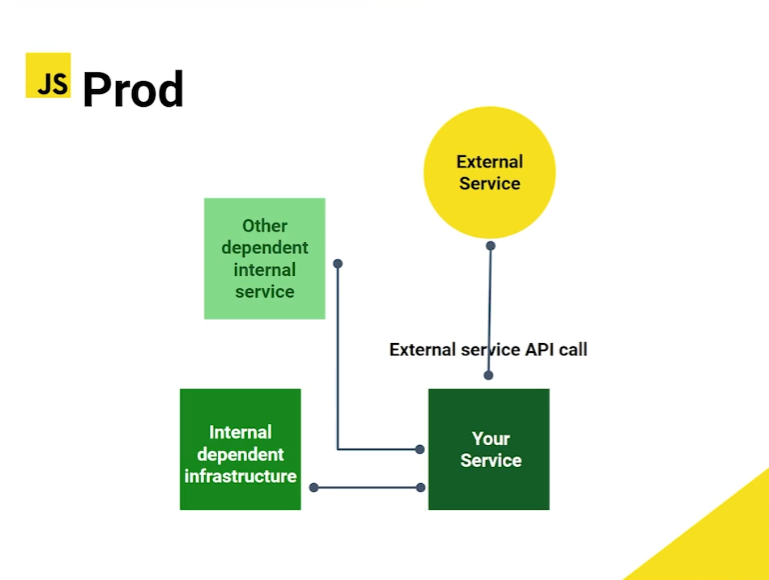 JS Prod
External
Service
Other
dependent
internal
service
External service API call
Internal
dependent
infrastructure
Your
Service